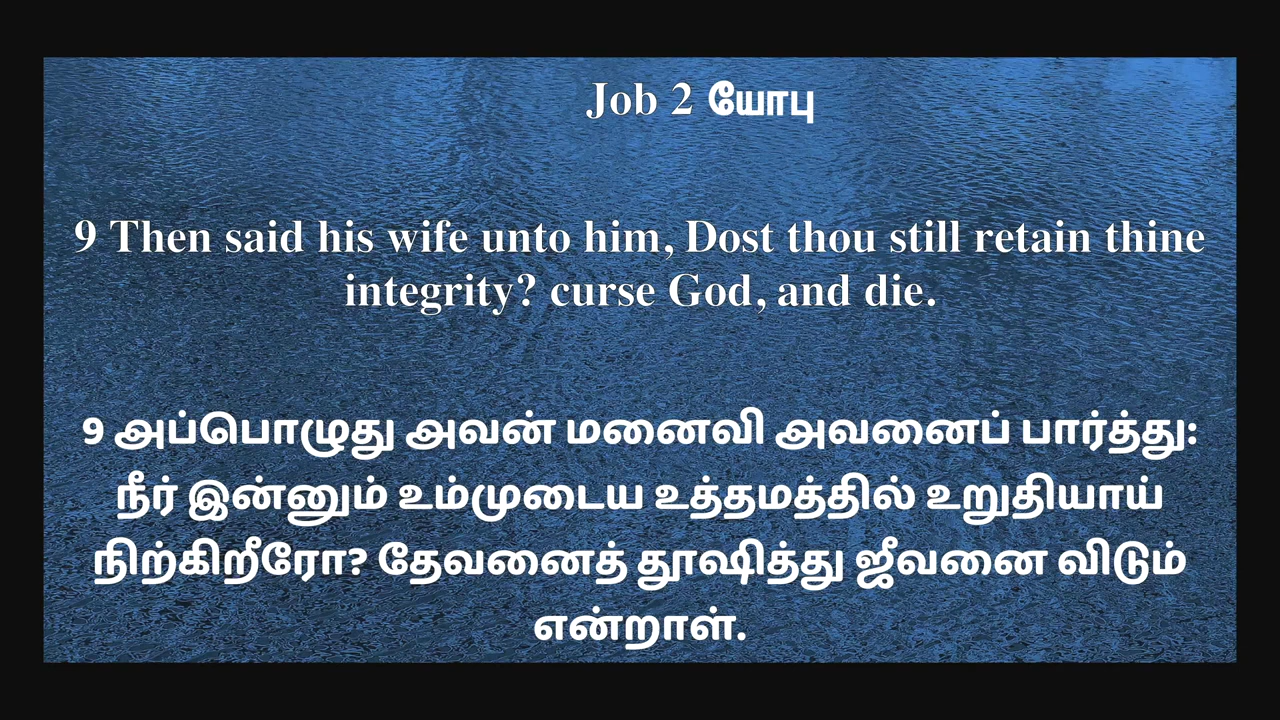 Job 2 யோபு
9 Then said his wife unto him, Dost thou still retain thine
integrity? curse God, and die.
9 அப்பொழுது அவன் மனைவி அவனைப் பார்த்து:
நீர் இன்னும் உம்முடைய உத்தமத்தில் உறுதியாய்
நிற்கிறீரோ? தேவனைத் தூஷித்து ஜீவனை விடும்
என்றாள்.